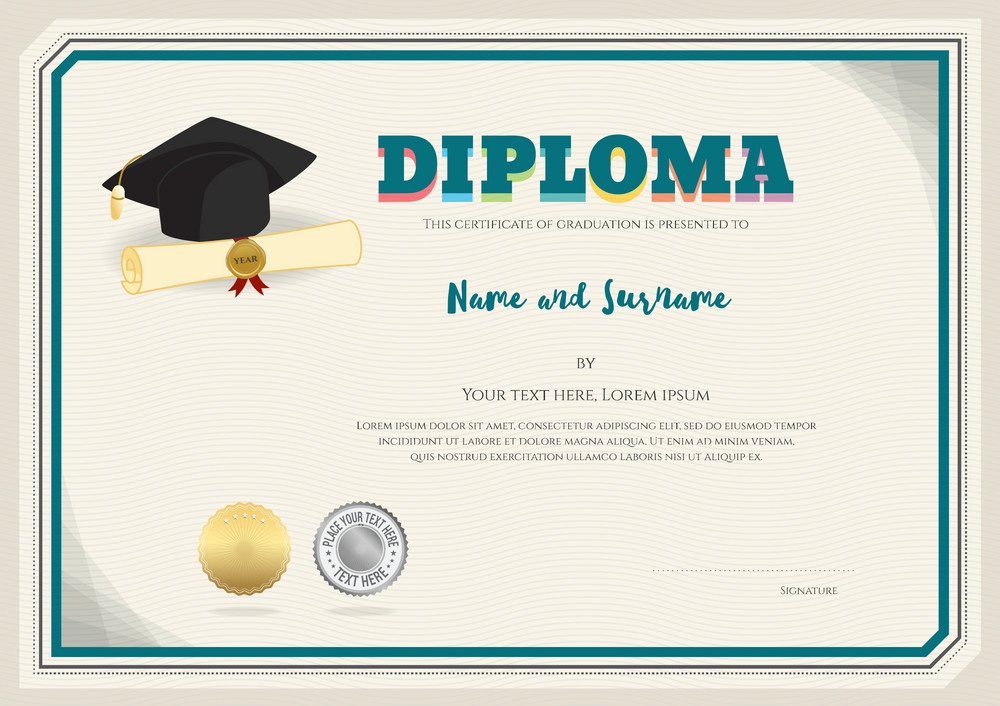 DIPLOMA
THIS CERTIFICATE OF GRADUATION IS PRESENTED TO
YEAR
Name and Surname
BY
YOUR TEXT HERE, LOREM IPSUM
LOREM IPSUM DOLOR SIT AMET, CONSECTETUR ADIPISCING ELIT, SED DO EIUSMOD TEMPOR
INCIDIDUNT UT LABORE ET DOLORE MAGNA ALIQUA. UT ENIM AD MINIM VENIAM,
QUIS NOSTRUD EXERCITATION ULLAMCO LABORIS NISI UT ALIQUIP EX.
PLACE YOUR TEXT HERE
TEXT HERE
SIGNATURE